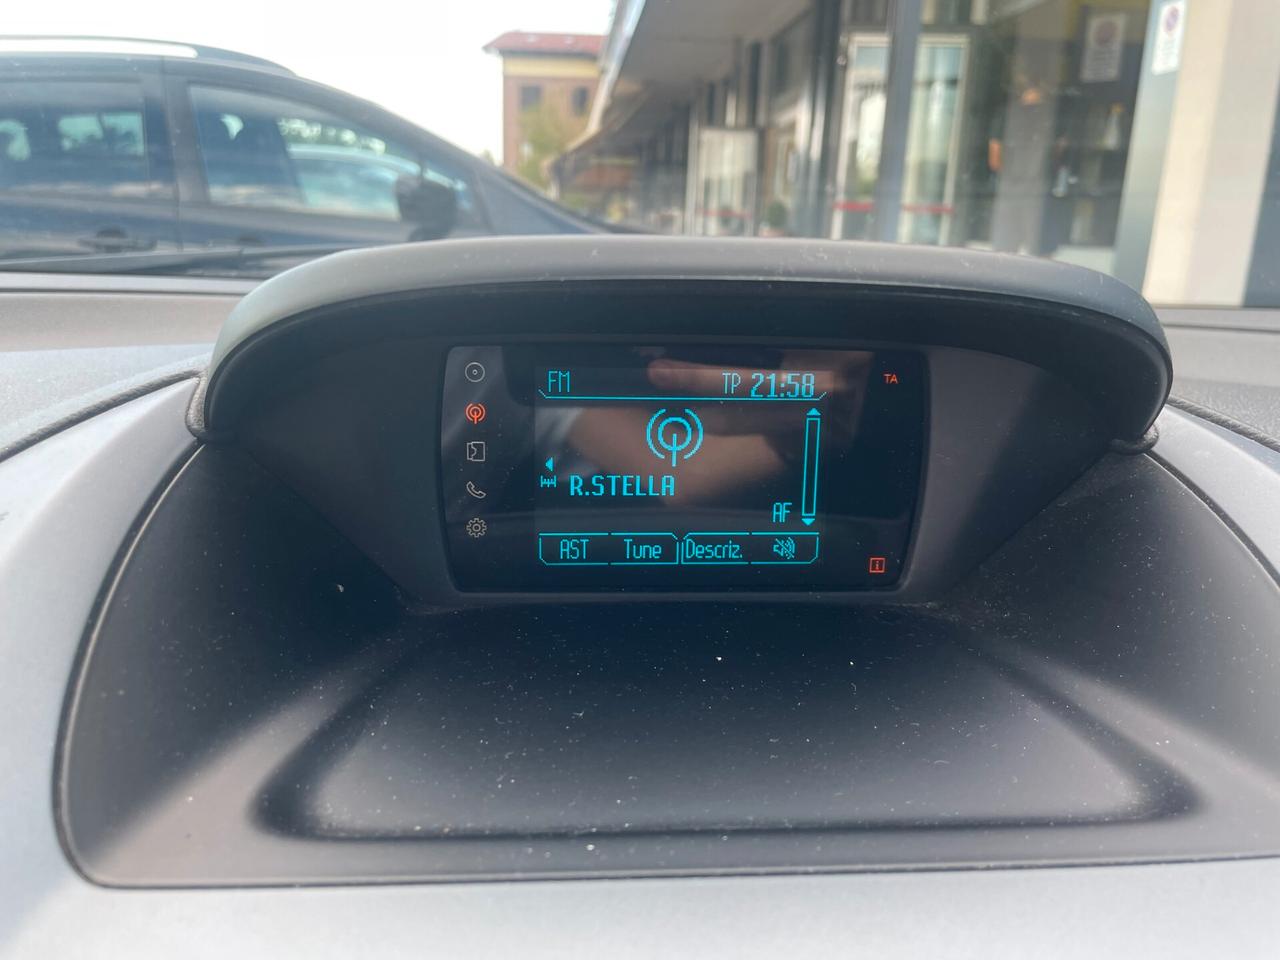 FM TP 21:58 TA
R.STELLA
AF
AST Tune Descriz.
i